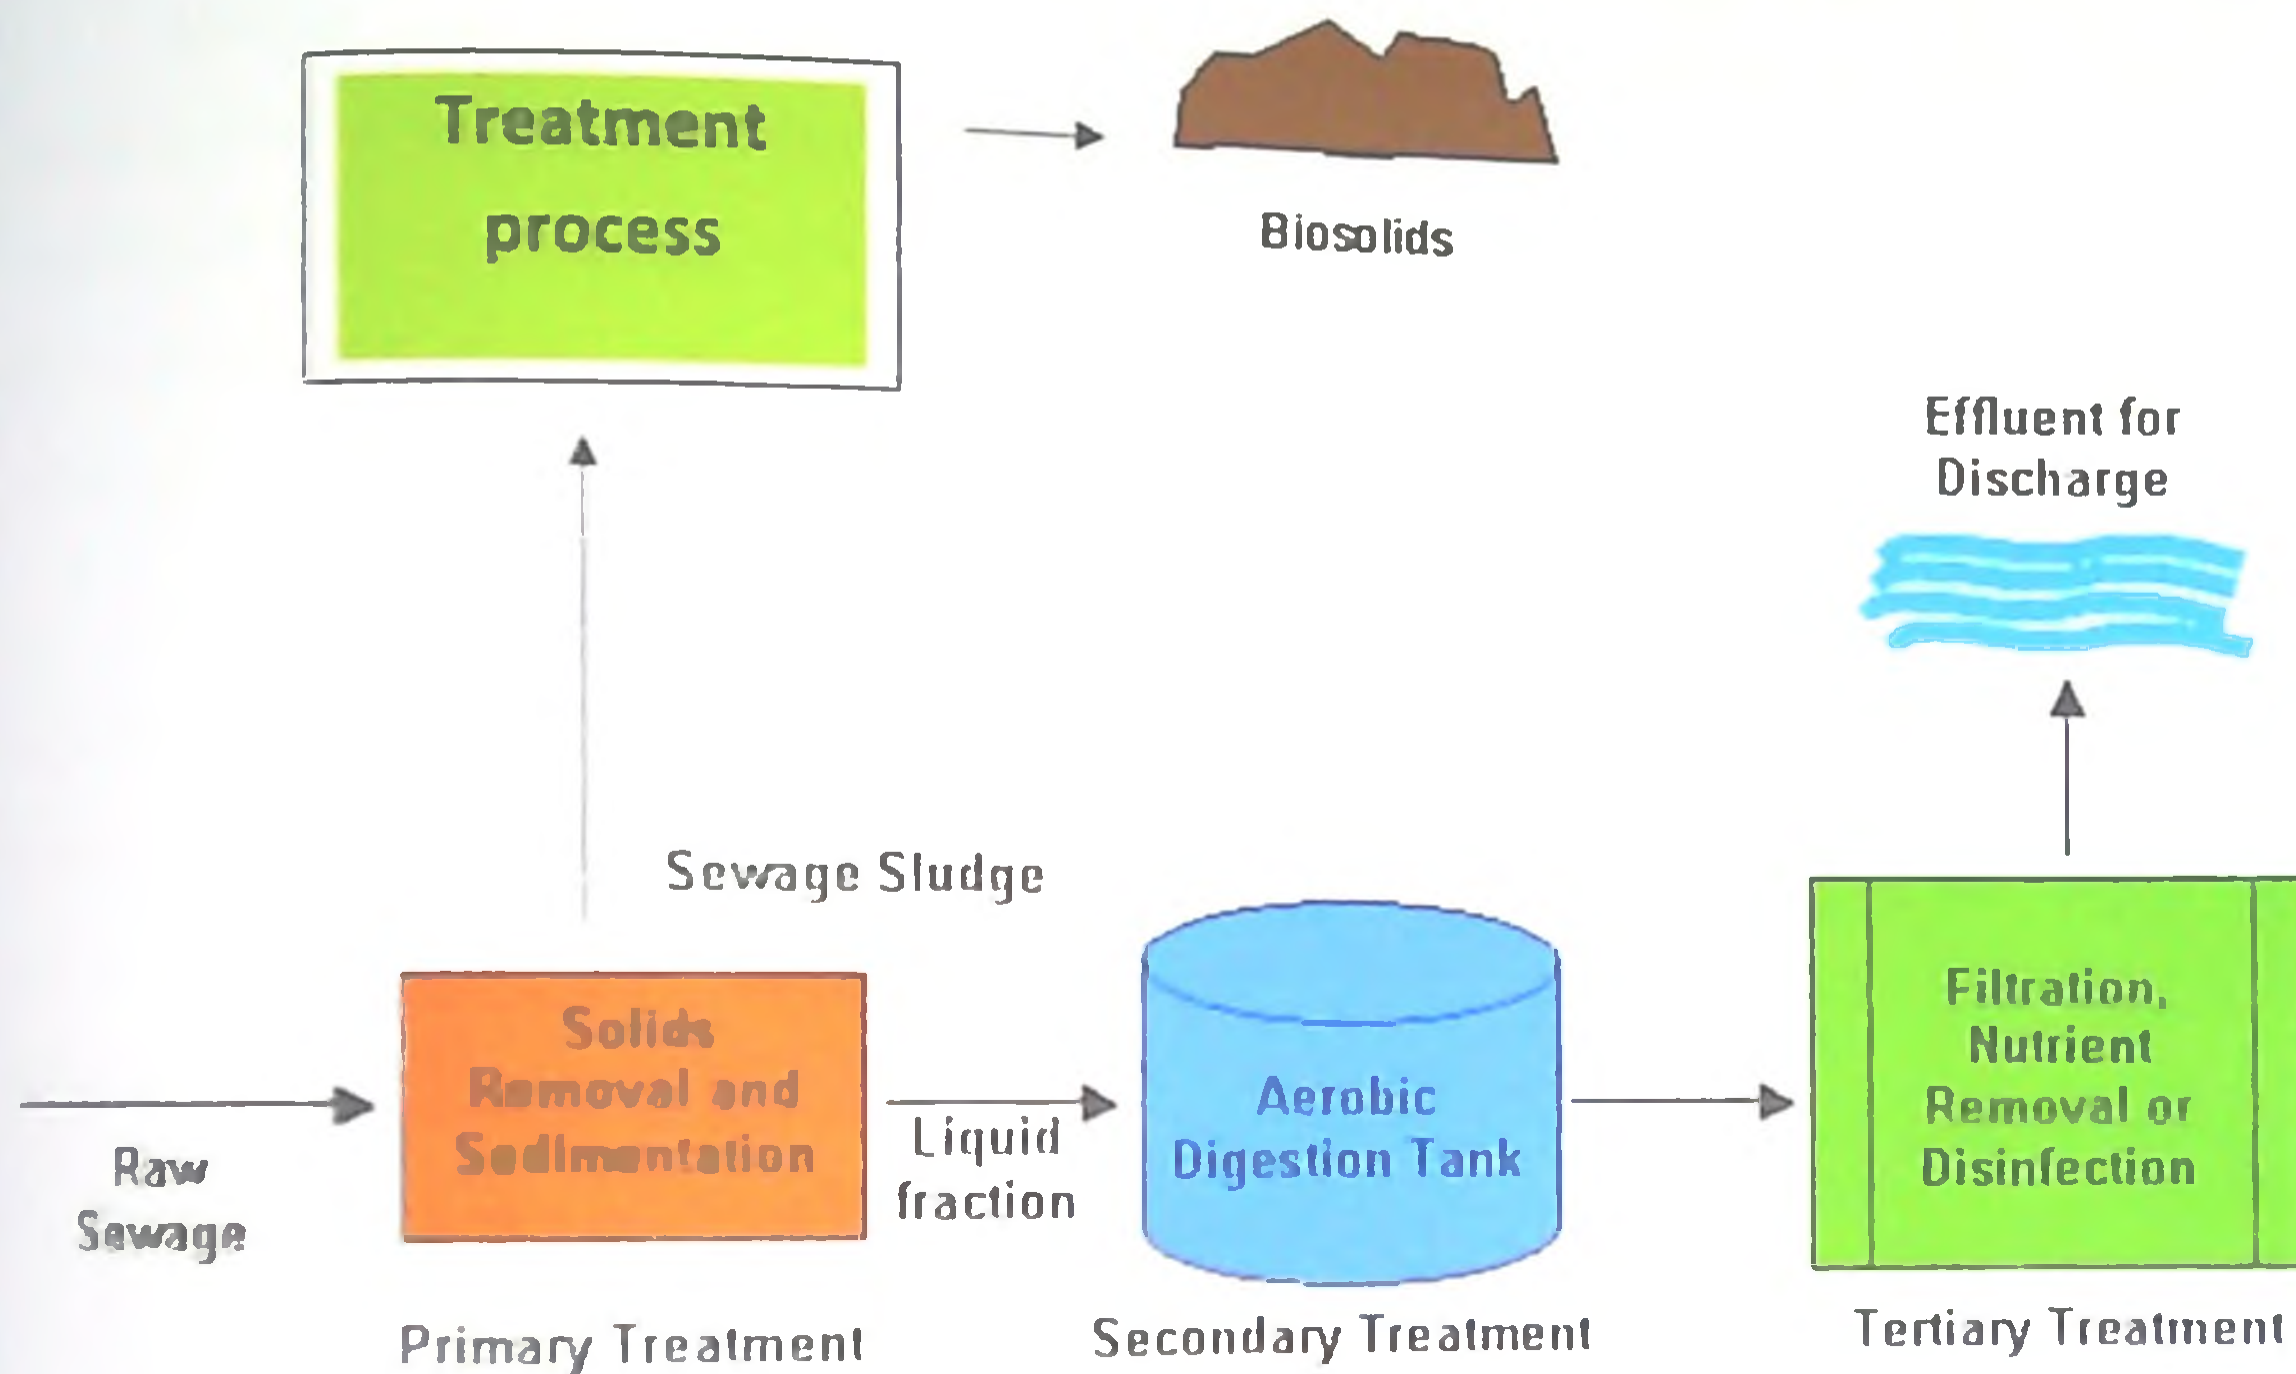 Treatment
process
Biosolids
Effluent for
Discharge
Sewage Sludge
Solids
Removal and
Sedimentation
Raw
Sewage
Liquid
fraction
Aerobic
Digestion Tank
Filtration,
Nutrient
Removal or
Disinfection
Primary Treatment
Secondary Treatment
Tertiary Treatment